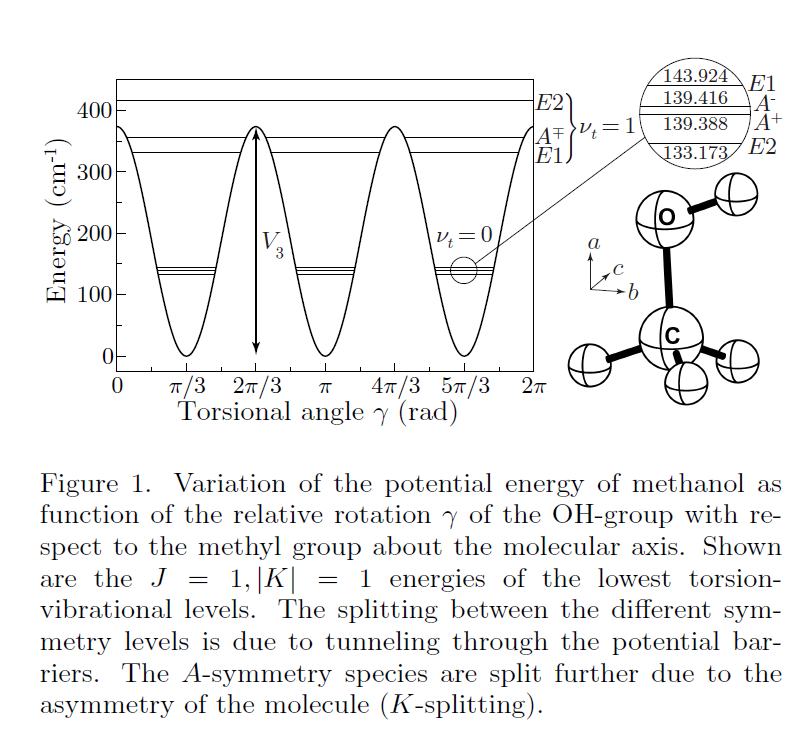 Energy (cm⁻¹)
400
300
200
100
0
V₃
νₜ = 0
E2
A∓
E1
νₜ = 1
0 π/3 2π/3 π 4π/3 5π/3 2π
Torsional angle γ (rad)
143.924 E1
139.416 A⁻
139.388 A⁺
133.173 E2
O
C
a
c
b
Figure 1. Variation of the potential energy of methanol as
function of the relative rotation γ of the OH-group with re-
spect to the methyl group about the molecular axis. Shown
are the J = 1, |K| = 1 energies of the lowest torsion-
vibrational levels. The splitting between the different sym-
metry levels is due to tunneling through the potential bar-
riers. The A-symmetry species are split further due to the
asymmetry of the molecule (K-splitting).